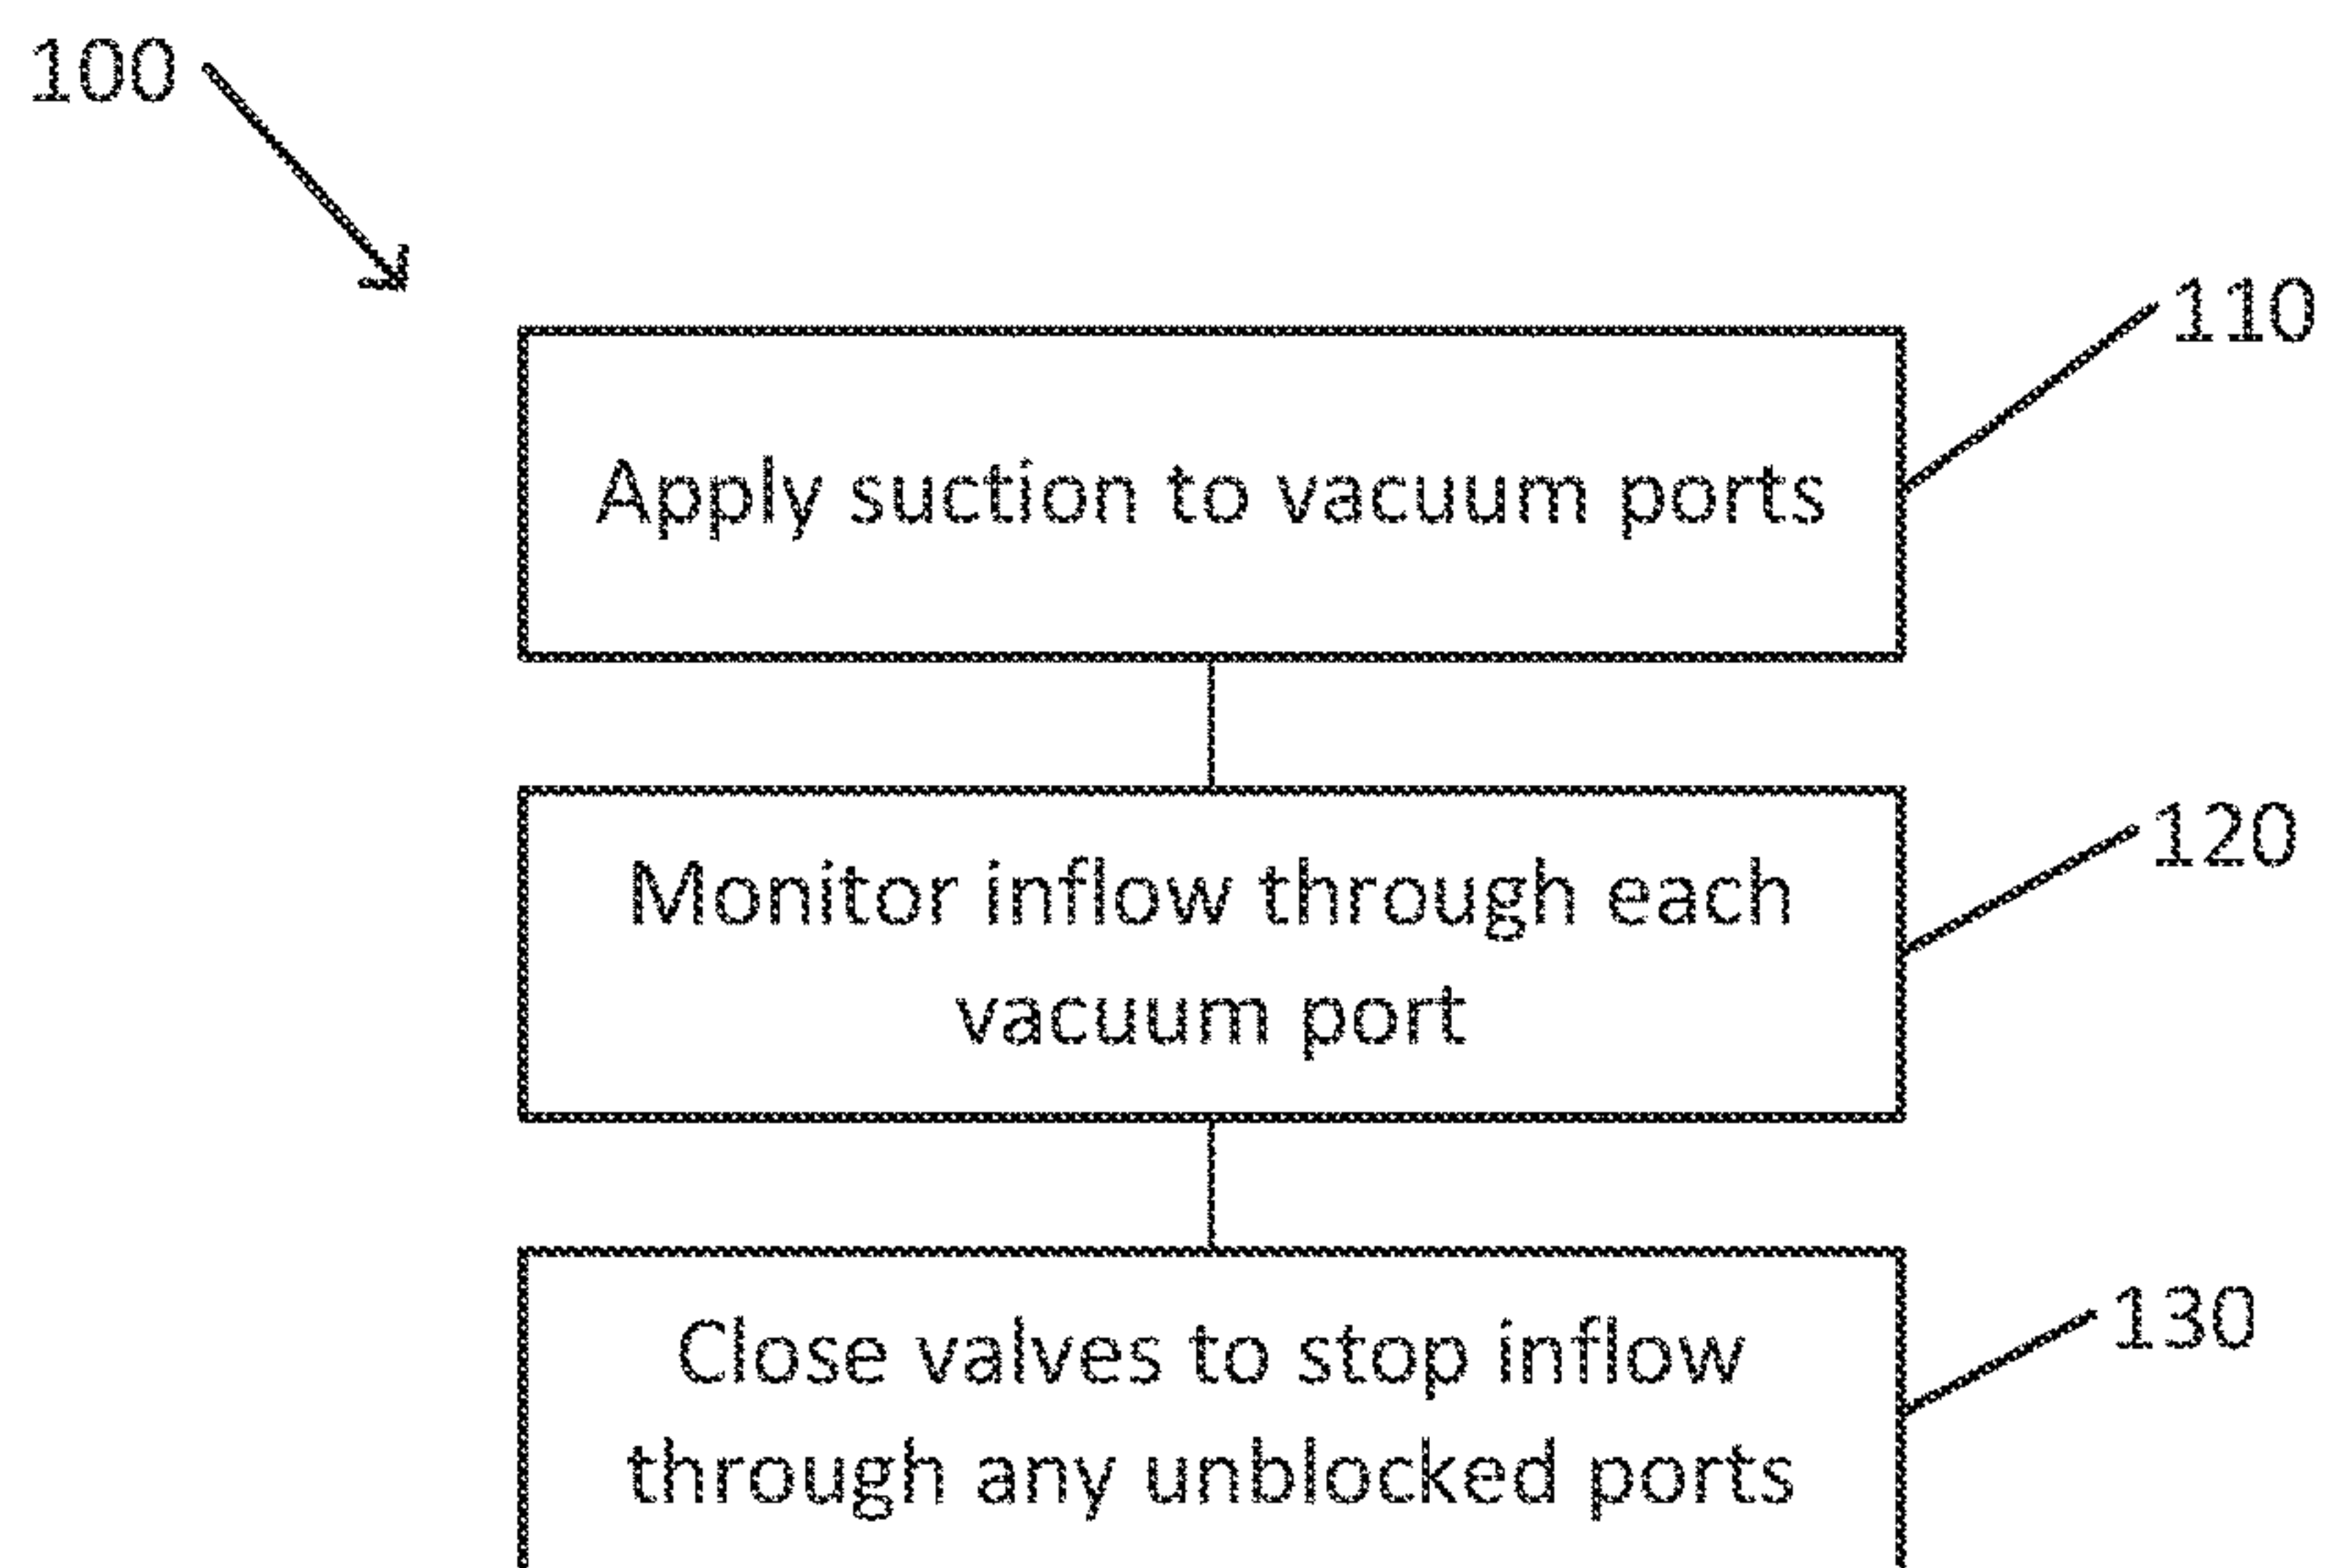 100
110
Apply suction to vacuum ports
120
Monitor inflow through each
vacuum port
130
Close valves to stop inflow
through any unblocked ports